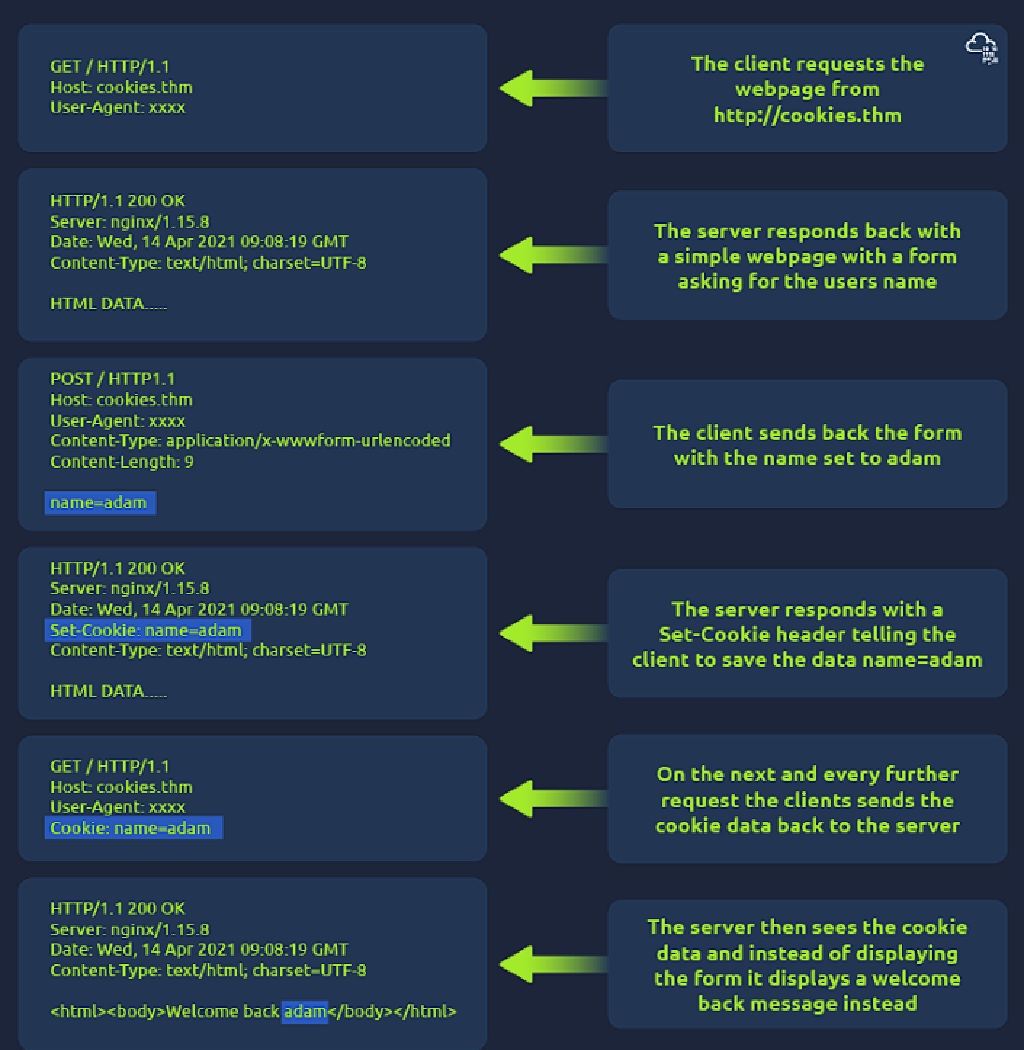 GET / HTTP/1.1
Host: cookies.thm
User-Agent: xxxx
The client requests the
webpage from
http://cookies.thm
HTTP/1.1 200 OK
Server: nginx/1.15.8
Date: Wed, 14 Apr 2021 09:08:19 GMT
Content-Type: text/html; charset=UTF-8
HTML DATA.....
The server responds back with
a simple webpage with a form
asking for the users name
POST / HTTP1.1
Host: cookies.thm
User-Agent: xxxx
Content-Type: application/x-wwwform-urlencoded
Content-Length: 9
name=adam
The client sends back the form
with the name set to adam
HTTP/1.1 200 OK
Server: nginx/1.15.8
Date: Wed, 14 Apr 2021 09:08:19 GMT
Set-Cookie: name=adam
Content-Type: text/html; charset=UTF-8
HTML DATA.....
The server responds with a
Set-Cookie header telling the
client to save the data name=adam
GET / HTTP/1.1
Host: cookies.thm
User-Agent: xxxx
Cookie: name=adam
On the next and every further
request the clients sends the
cookie data back to the server
HTTP/1.1 200 OK
Server: nginx/1.15.8
Date: Wed, 14 Apr 2021 09:08:19 GMT
Content-Type: text/html; charset=UTF-8
<html><body>Welcome back adam</body></html>
The server then sees the cookie
data and instead of displaying
the form it displays a welcome
back message instead